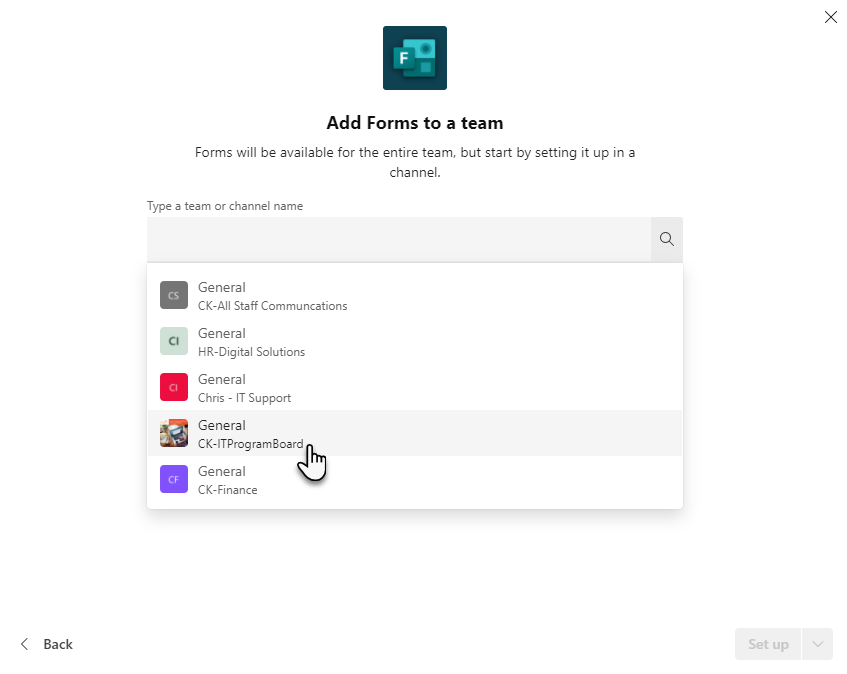 F
Add Forms to a team
Forms will be available for the entire team, but start by setting it up in a
channel.
Type a team or channel name
CS
General
CK-All Staff Communcations
CI
General
HR-Digital Solutions
CI
General
Chris - IT Support
General
CK-ITProgramBoard
CF
General
CK-Finance
Back
Set up